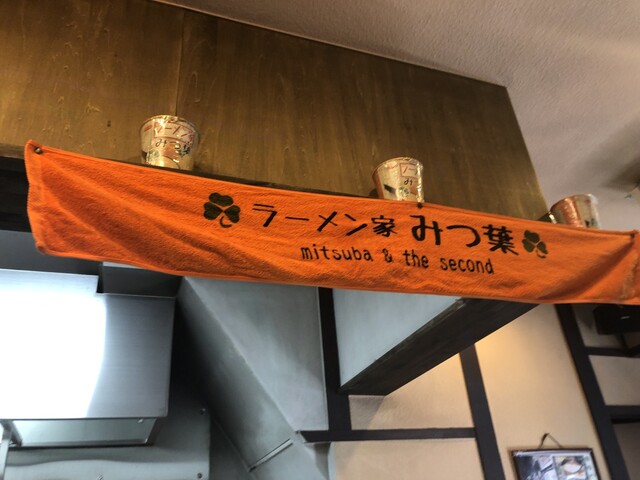 ラーメン家 みつ葉
mitsuba & the second